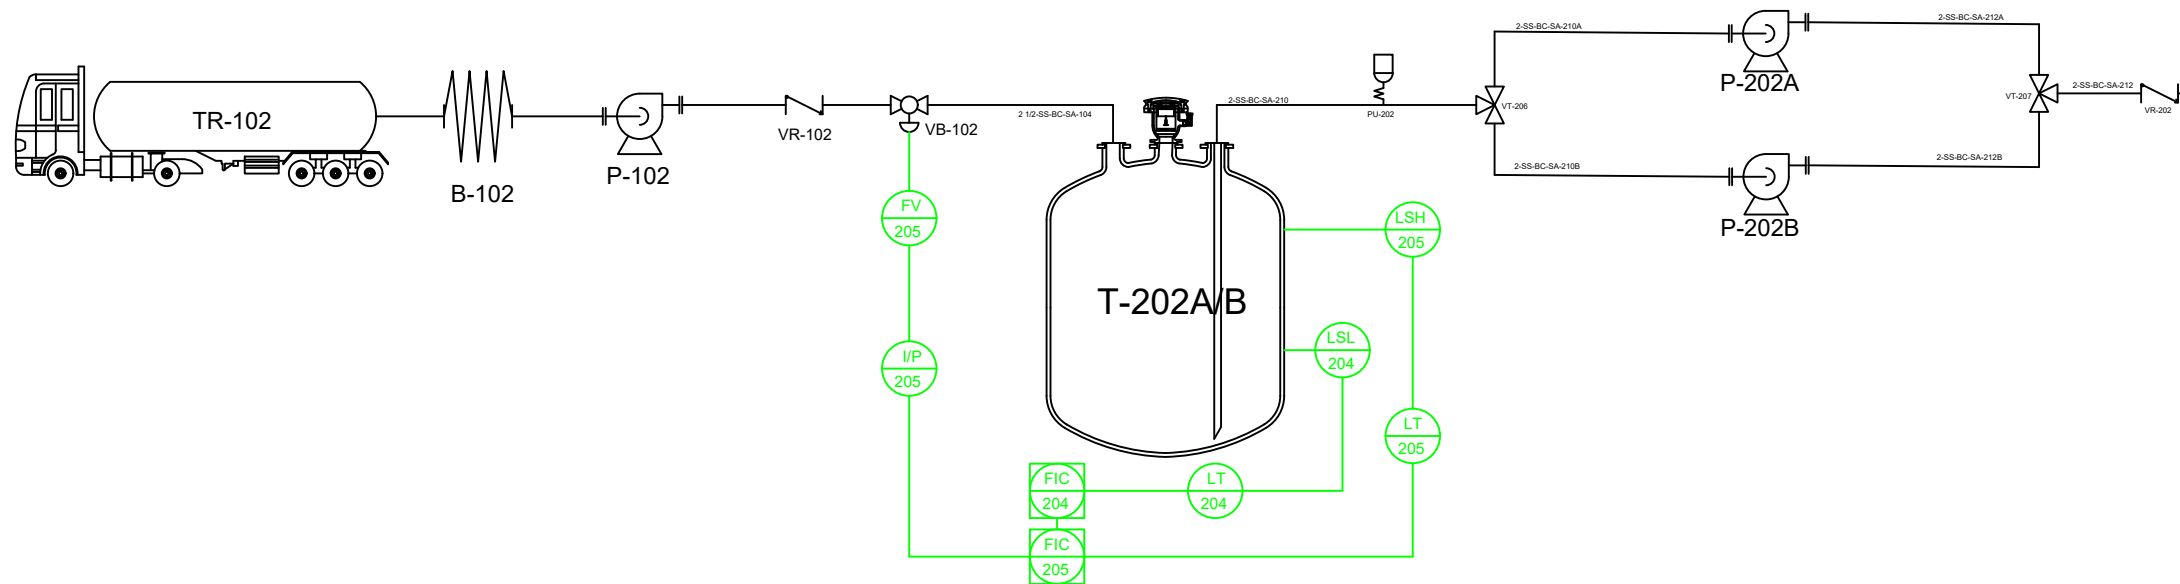 2-SS-BC-SA-210A
2-SS-BC-SA-212A
P-202A
TR-102
B-102
P-102
VR-102
VB-102
2 1/2-SS-BC-SA-104
2-SS-BC-SA-210
PU-202
VT-206
VT-207
2-SS-BC-SA-212
VR-202
2-SS-BC-SA-210B
2-SS-BC-SA-212B
P-202B
FV
205
LSH
205
T-202A/B
I/P
205
LSL
204
LT
205
FIC
204
LT
204
FIC
205